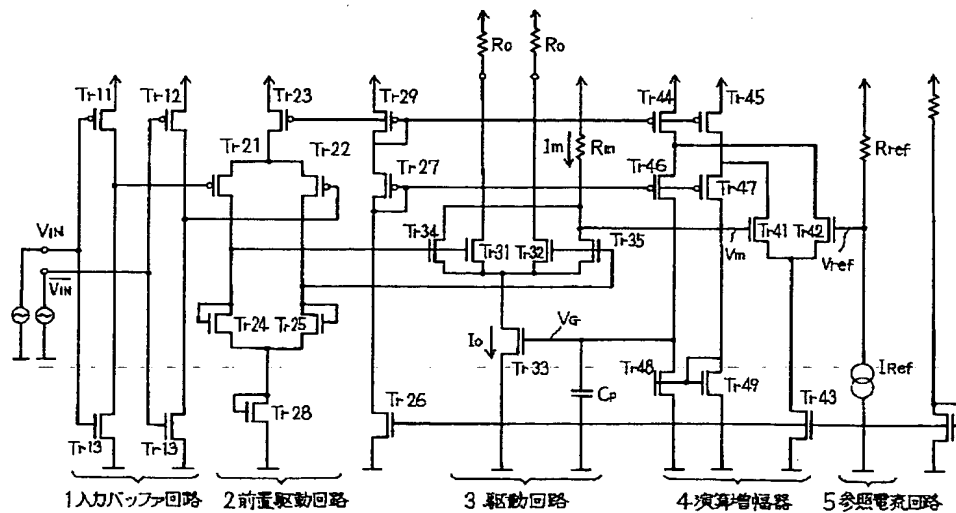 Ro
Ro
Tr11
Tr12
Tr23
Tr29
Tr44
Tr45
Im
Rm
Rref
Tr21
Tr22
Tr27
Tr46
Tr47
VIN
VIN
Tr34
Tr31
Tr32
Tr35
Vm
Tr41
Tr42
Vref
Tr24
Tr25
Io
VG
Tr33
Tr48
Tr49
IRef
Tr28
Tr26
CP
Tr43
Tr13
Tr13
1入力バッファ回路
2前置駆動回路
3.駆動回路
4.演算増幅器
5参照電流回路